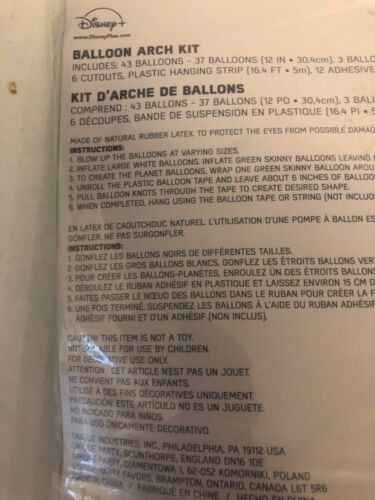 Disney+
www.DisneyPlus.com
BALLOON ARCH KIT
INCLUDES: 43 BALLOONS - 37 BALLOONS (12 IN • 30.4cm), 3 BALLO
6 CUTOUTS, PLASTIC HANGING STRIP (16.4 FT • 5m), 12 ADHESIVE
KIT D'ARCHE DE BALLONS
COMPREND : 43 BALLONS - 37 BALLONS (12 PO • 30,4cm), 3 BALL
6 DÉCOUPES, BANDE DE SUSPENSION EN PLASTIQUE (16.4 PI • 5
MADE OF NATURAL RUBBER LATEX. TO PROTECT THE EYES FROM POSSIBLE DAMAG
INSTRUCTIONS:
1. BLOW UP THE BALLOONS AT VARYING SIZES.
2. INFLATE LARGE WHITE BALLOONS. INFLATE GREEN SKINNY BALLOONS LEAVING
3. TO CREATE THE PLANET BALLOONS, WRAP ONE GREEN SKINNY BALLOON AROU
4. UNROLL THE PLASTIC BALLOON TAPE AND LEAVE ABOUT 6 INCHES OF BALLOON
5. PULL BALLOON KNOTS THROUGH THE TAPE TO CREATE DESIRED SHAPE.
6. WHEN COMPLETED, HANG USING THE BALLOON TAPE OR STRING (NOT INCLUD
EN LATEX DE CAOUTCHOUC NATUREL. L'UTILISATION D'UNE POMPE À BALLON ES
GONFLER, NE PAS SURGONFLER.
INSTRUCTIONS:
1. GONFLEZ LES BALLONS NOIRS DE DIFFÉRENTES TAILLES.
2. GONFLEZ LES GROS BALLONS BLANCS. GONFLEZ LES ÉTROITS BALLONS VER
3. POUR CRÉER LES BALLONS-PLANÈTES, ENROULEZ UN DES ÉTROITS BALLONS
4. DÉROULEZ LE RUBAN ADHÉSIF EN PLASTIQUE ET LAISSEZ ENVIRON 15 CM D
5. FAITES PASSER LE NŒUD DES BALLONS DANS LE RUBAN POUR CRÉER LA F
6. UNE FOIS TERMINÉ, SUSPENDEZ LES BALLONS À L'AIDE DU RUBAN ADHÉSIF
ADHÉSIF FOURNI ET D'UN ADHÉSIF (NON INCLUS).
CAUTION: THIS ITEM IS NOT A TOY.
NOT SUITABLE FOR USE BY CHILDREN.
FOR DECORATIVE USE ONLY.
ATTENTION : CET ARTICLE N'EST PAS UN JOUET.
NE CONVIENT PAS AUX ENFANTS.
UTILISÉ À DES FINS DÉCORATIVES UNIQUEMENT.
PRECAUCIÓN: ESTE ARTÍCULO NO ES UN JUGUETE.
NO INDICADO PARA NIÑOS.
PARA USO ÚNICAMENTE DECORATIVO.
UNIQUE INDUSTRIES, INC., PHILADELPHIA, PA 19112 USA
UNIQUE PARTY, SCUNTHORPE, ENGLAND DN16 1DE
UNIQUE PARTY, DIAMENTOWA 1, 62-052 KOMORNIKI, POLAND
UNIQUE PARTY FAVORS, BRAMPTON, ONTARIO, CANADA L6T 5R6
MADE IN CHINA / FABRIQUÉ EN CHINE / HECHO EN CHINA